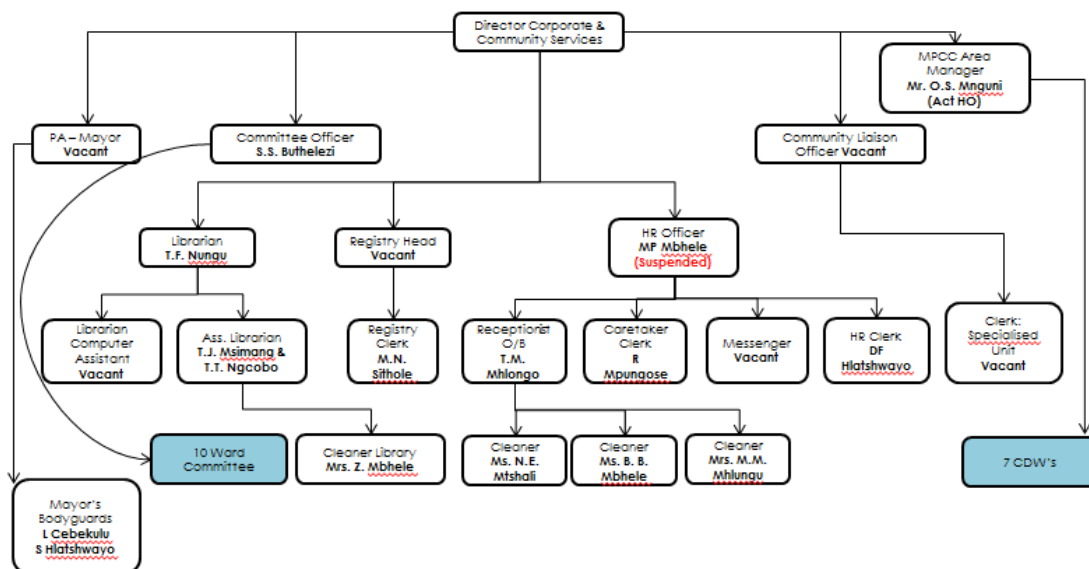 Director Corporate &
Community Services
MPCC Area
Manager
Mr. O.S. Mnguni
(Act HO)
PA – Mayor
Vacant
Committee Officer
S.S. Buthelezi
Community Liaison
Officer Vacant
Librarian
T.F. Nungu
Registry Head
Vacant
HR Officer
MP Mbhele
(Suspended)
Librarian
Computer
Assistant
Vacant
Ass. Librarian
T.J. Msimang &
T.T. Ngcobo
Registry
Clerk
M.N.
Sithole
Receptionist
O/B
T.M.
Mhlongo
Caretaker
Clerk
R
Mpungose
Messenger
Vacant
HR Clerk
DF
Hlatshwayo
Clerk:
Specialised
Unit
Vacant
10 Ward
Committee
Cleaner Library
Mrs. Z. Mbhele
Cleaner
Ms. N.E.
Mtshali
Cleaner
Ms. B. B.
Mbhele
Cleaner
Mrs. M.M.
Mhlungu
7 CDW's
Mayor's
Bodyguards
L Cebekulu
S Hlatshwayo